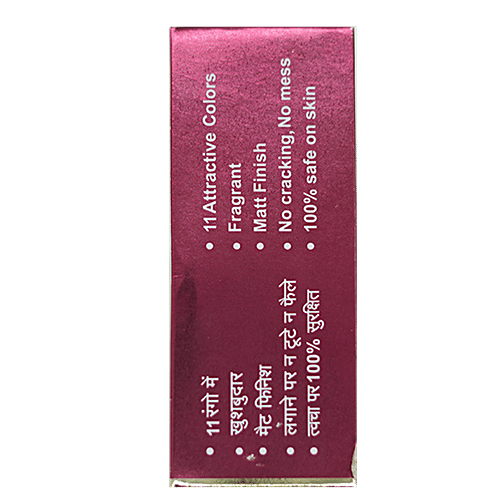 • 11 रंगो में
• खुशबुदार
• मैट फिनिश
• लगाने पर न टूटे न फैले
• त्वचा पर 100% सुरक्षित
• 11 Attractive Colors
• Fragrant
• Matt Finish
• No cracking, No mess
• 100% safe on skin